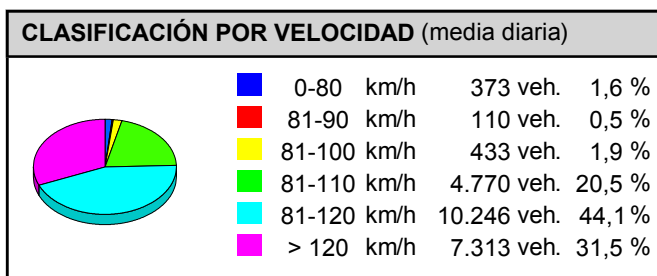 CLASIFICACIÓN POR VELOCIDAD (media diaria)
0-80 km/h 373 veh. 1,6 %
81-90 km/h 110 veh. 0,5 %
81-100 km/h 433 veh. 1,9 %
81-110 km/h 4.770 veh. 20,5 %
81-120 km/h 10.246 veh. 44,1 %
> 120 km/h 7.313 veh. 31,5 %